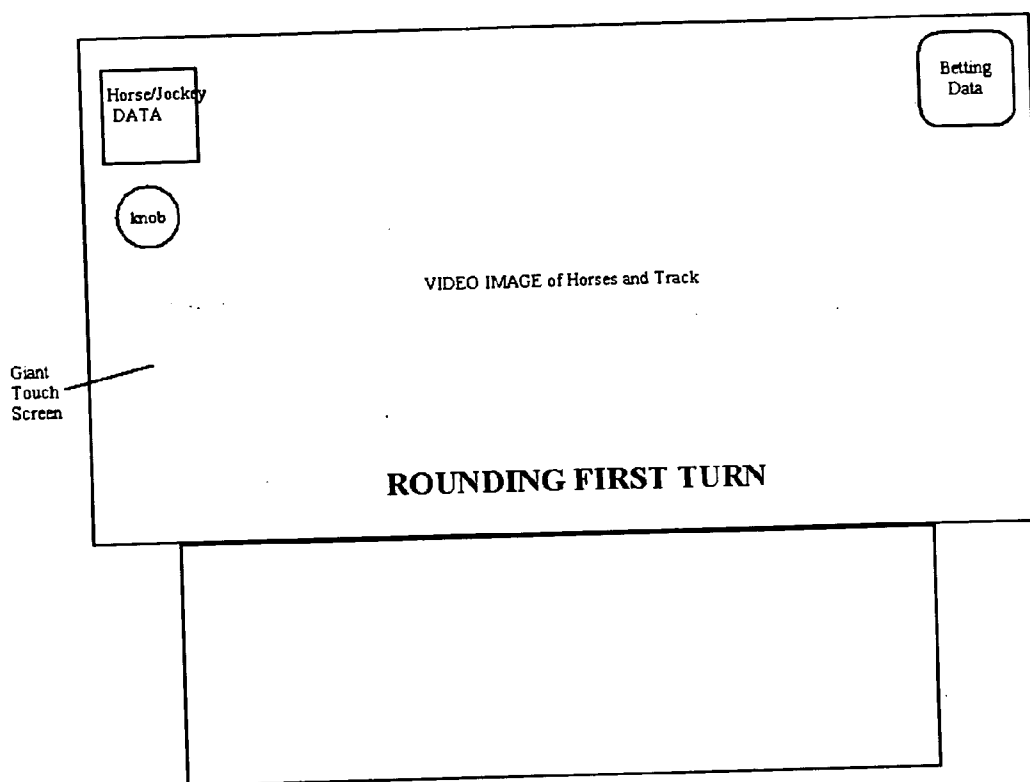 Horse/Jockey
DATA
Betting
Data
knob
VIDEO IMAGE of Horses and Track
Giant
Touch
Screen
ROUNDING FIRST TURN